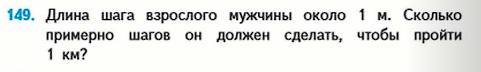 149. Длина шага взрослого мужчины около 1 м. Сколько
примерно шагов он должен сделать, чтобы пройти
1 км?